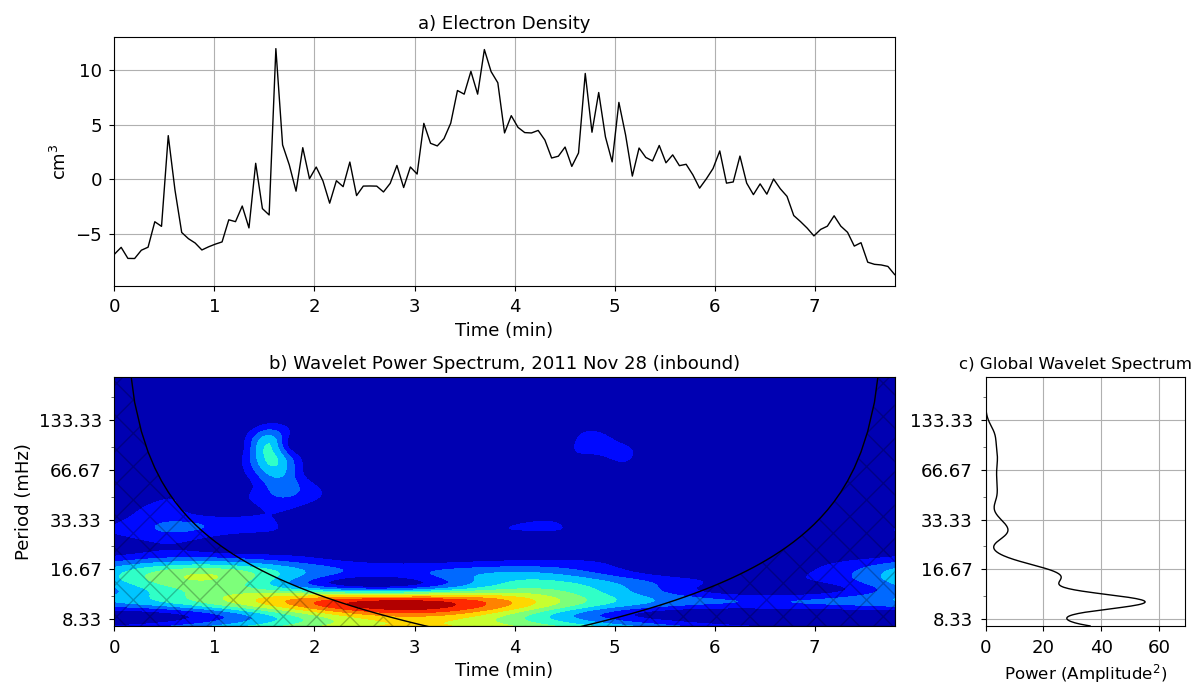 a) Electron Density
10
5
0
−5
cm³
0 1 2 3 4 5 6 7
Time (min)
b) Wavelet Power Spectrum, 2011 Nov 28 (inbound)
133.33
66.67
33.33
16.67
8.33
Period (mHz)
0 1 2 3 4 5 6 7
Time (min)
c) Global Wavelet Spectrum
133.33
66.67
33.33
16.67
8.33
0 20 40 60
Power (Amplitude²)